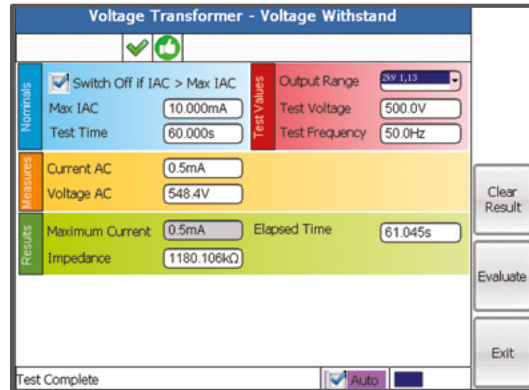 Voltage Transformer - Voltage Withstand
Nominals
Switch Off if IAC > Max IAC
Max IAC 10.000mA
Test Time 60.000s
Test Values
Output Range 2kV 1,13
Test Voltage 500.0V
Test Frequency 50.0Hz
Measures
Current AC 0.5mA
Voltage AC 548.4V
Results
Maximum Current 0.5mA Elapsed Time 61.045s
Impedance 1180.106kΩ
Clear
Result
Evaluate
Exit
Test Complete Auto